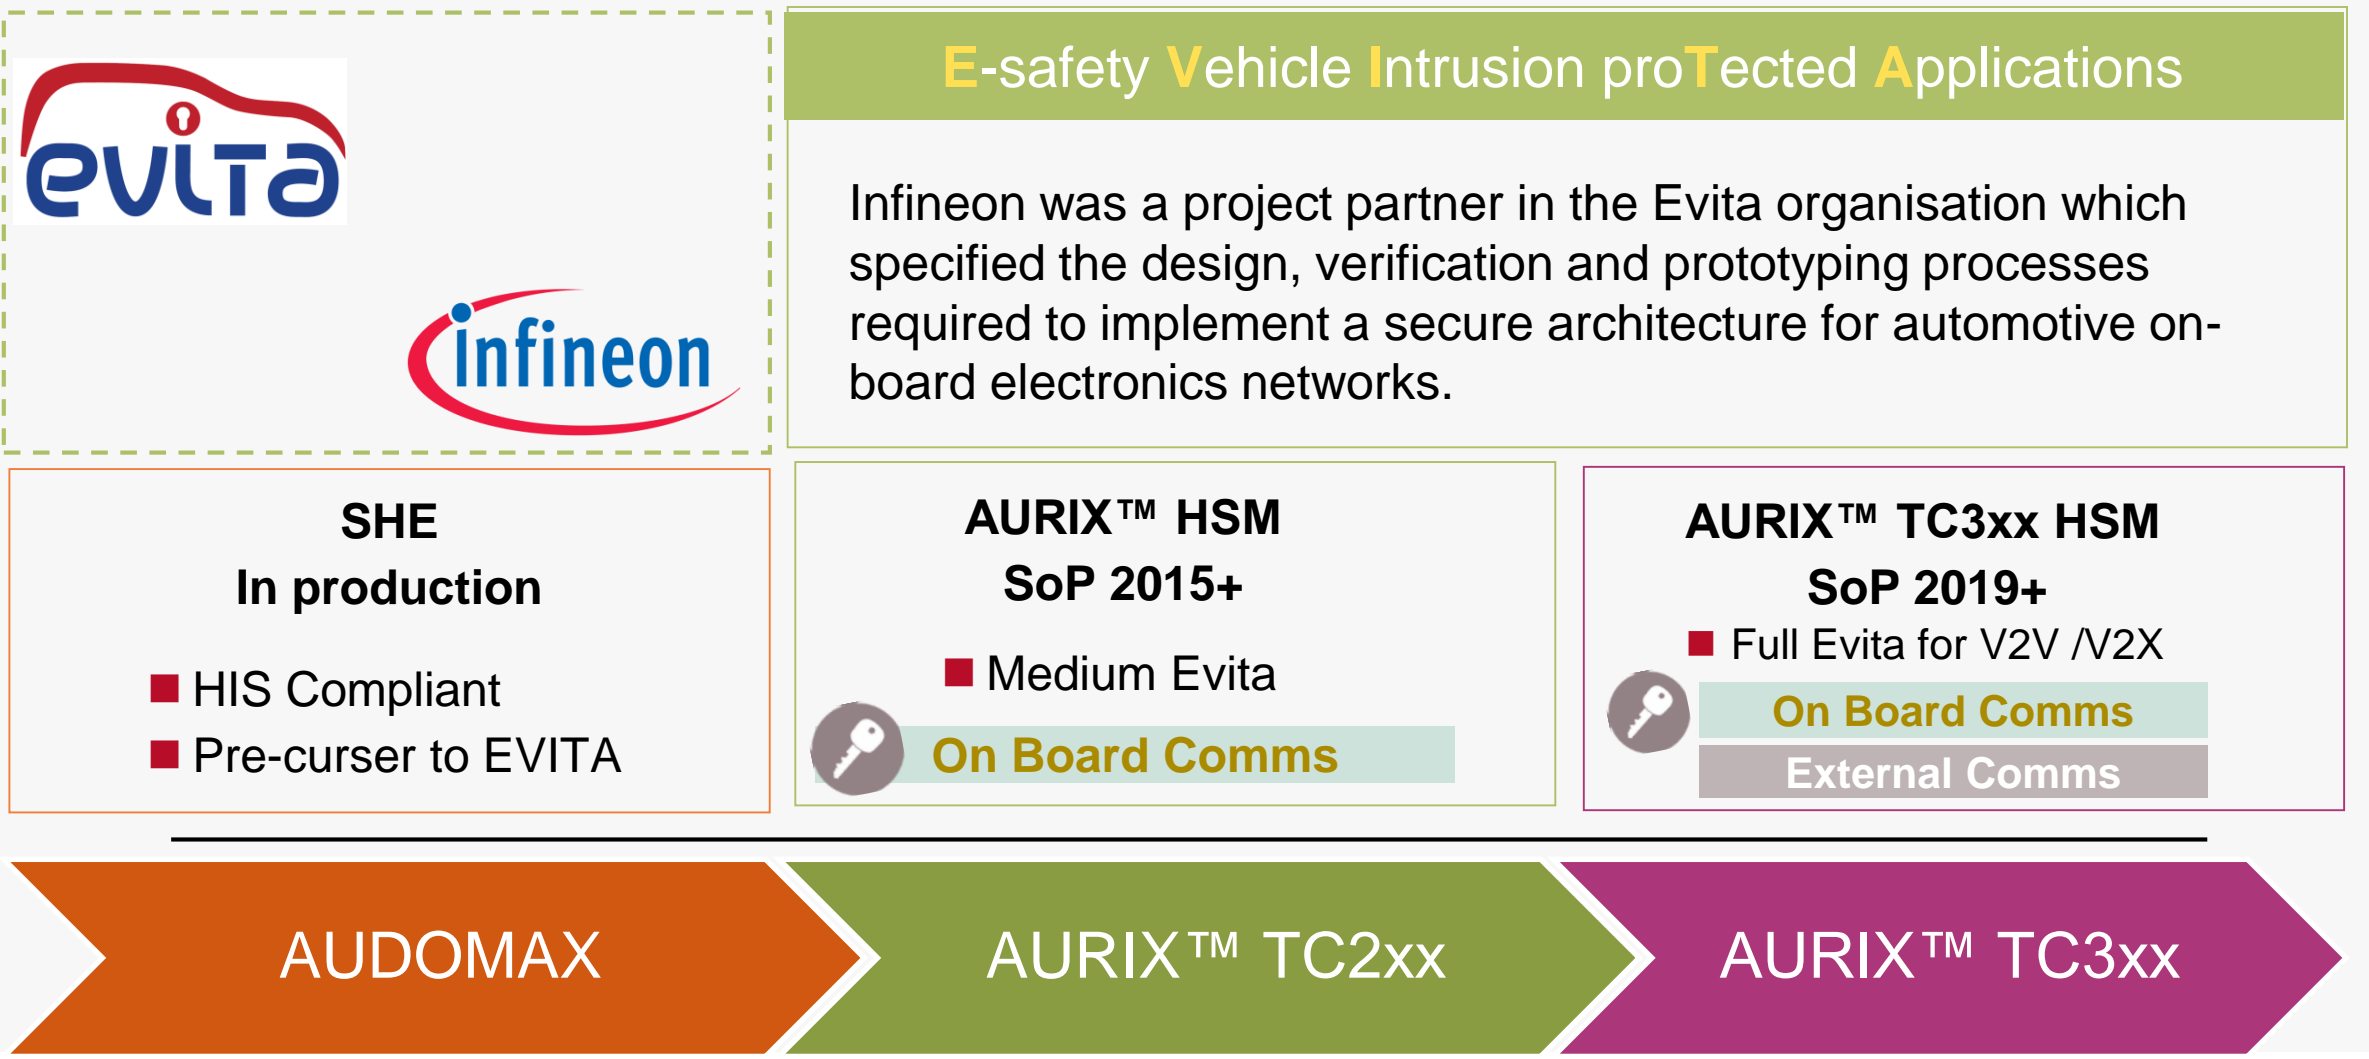 evita
infineon
E-safety Vehicle Intrusion proTected Applications
Infineon was a project partner in the Evita organisation which
specified the design, verification and prototyping processes
required to implement a secure architecture for automotive on-
board electronics networks.
SHE
In production
■ HIS Compliant
■ Pre-curser to EVITA
AURIX™ HSM
SoP 2015+
■ Medium Evita
On Board Comms
AURIX™ TC3xx HSM
SoP 2019+
■ Full Evita for V2V /V2X
On Board Comms
External Comms
AUDOMAX
AURIX™ TC2xx
AURIX™ TC3xx